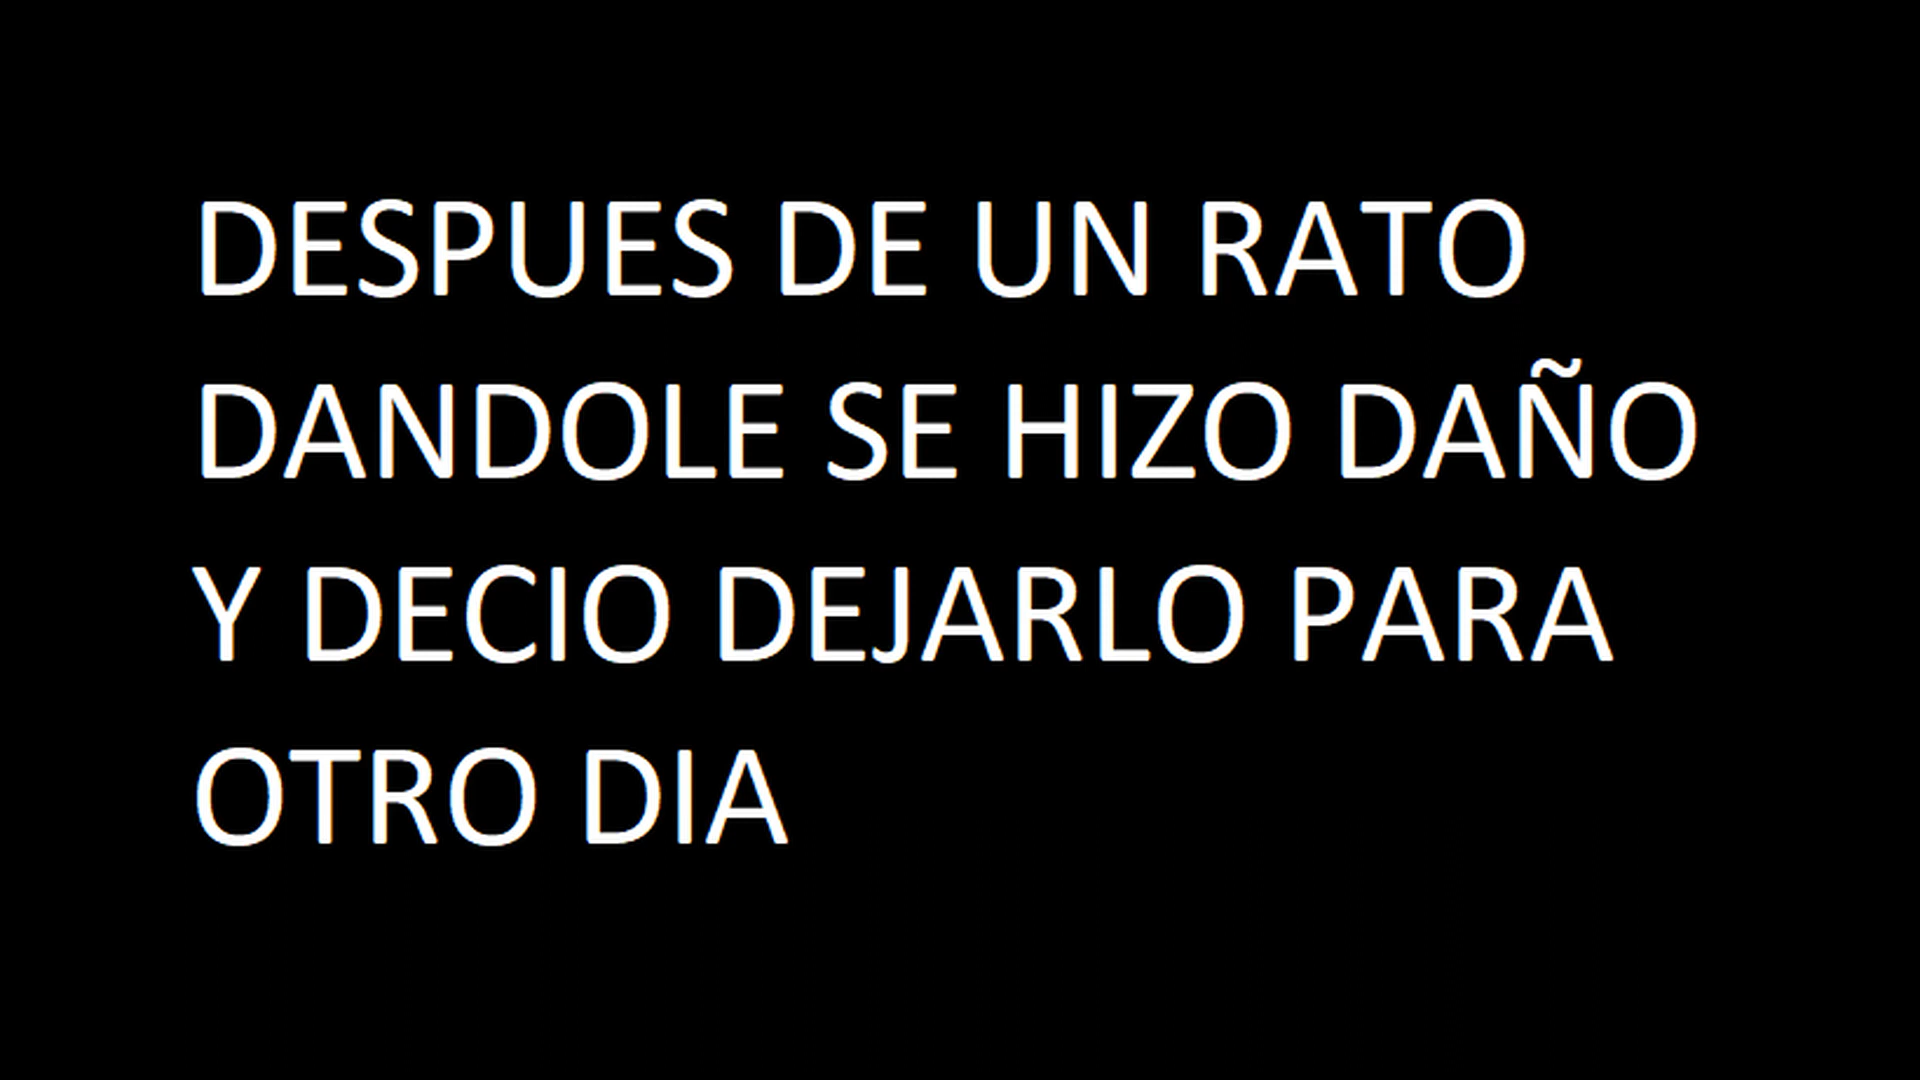 DESPUES DE UN RATO
DANDOLE SE HIZO DAÑO
Y DECIO DEJARLO PARA
OTRO DIA